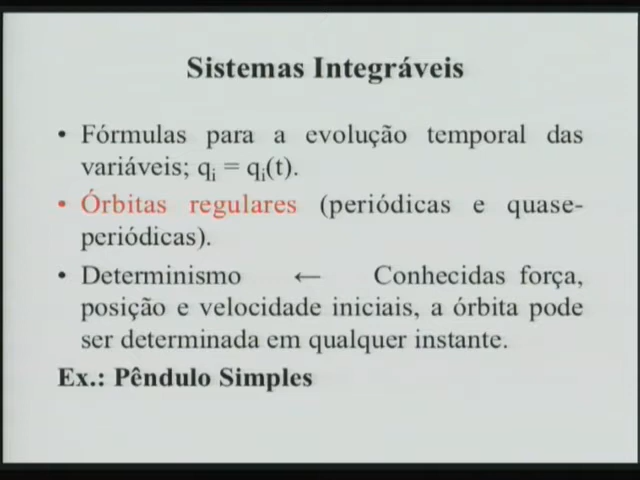 Sistemas Integráveis
• Fórmulas para a evolução temporal das
variáveis; qᵢ = qᵢ(t).
• Órbitas regulares (periódicas e quase-
periódicas).
• Determinismo ← Conhecidas força,
posição e velocidade iniciais, a órbita pode
ser determinada em qualquer instante.
Ex.: Pêndulo Simples